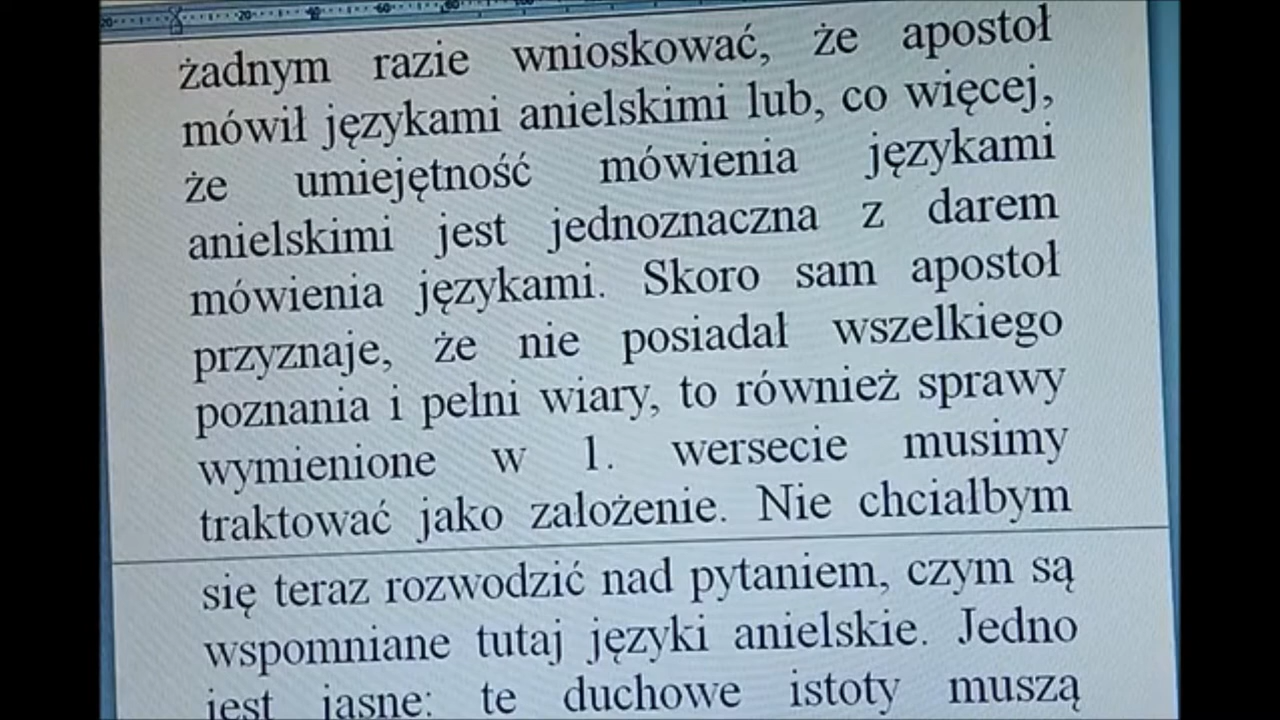 żadnym razie wnioskować, że apostoł
mówił językami anielskimi lub, co więcej,
że umiejętność mówienia językami
anielskimi jest jednoznaczna z darem
mówienia językami. Skoro sam apostoł
przyznaje, że nie posiadał wszelkiego
poznania i pełni wiary, to również sprawy
wymienione w 1. wersecie musimy
traktować jako założenie. Nie chciałbym
się teraz rozwodzić nad pytaniem, czym są
wspomniane tutaj języki anielskie. Jedno
jest jasne: te duchowe istoty muszą